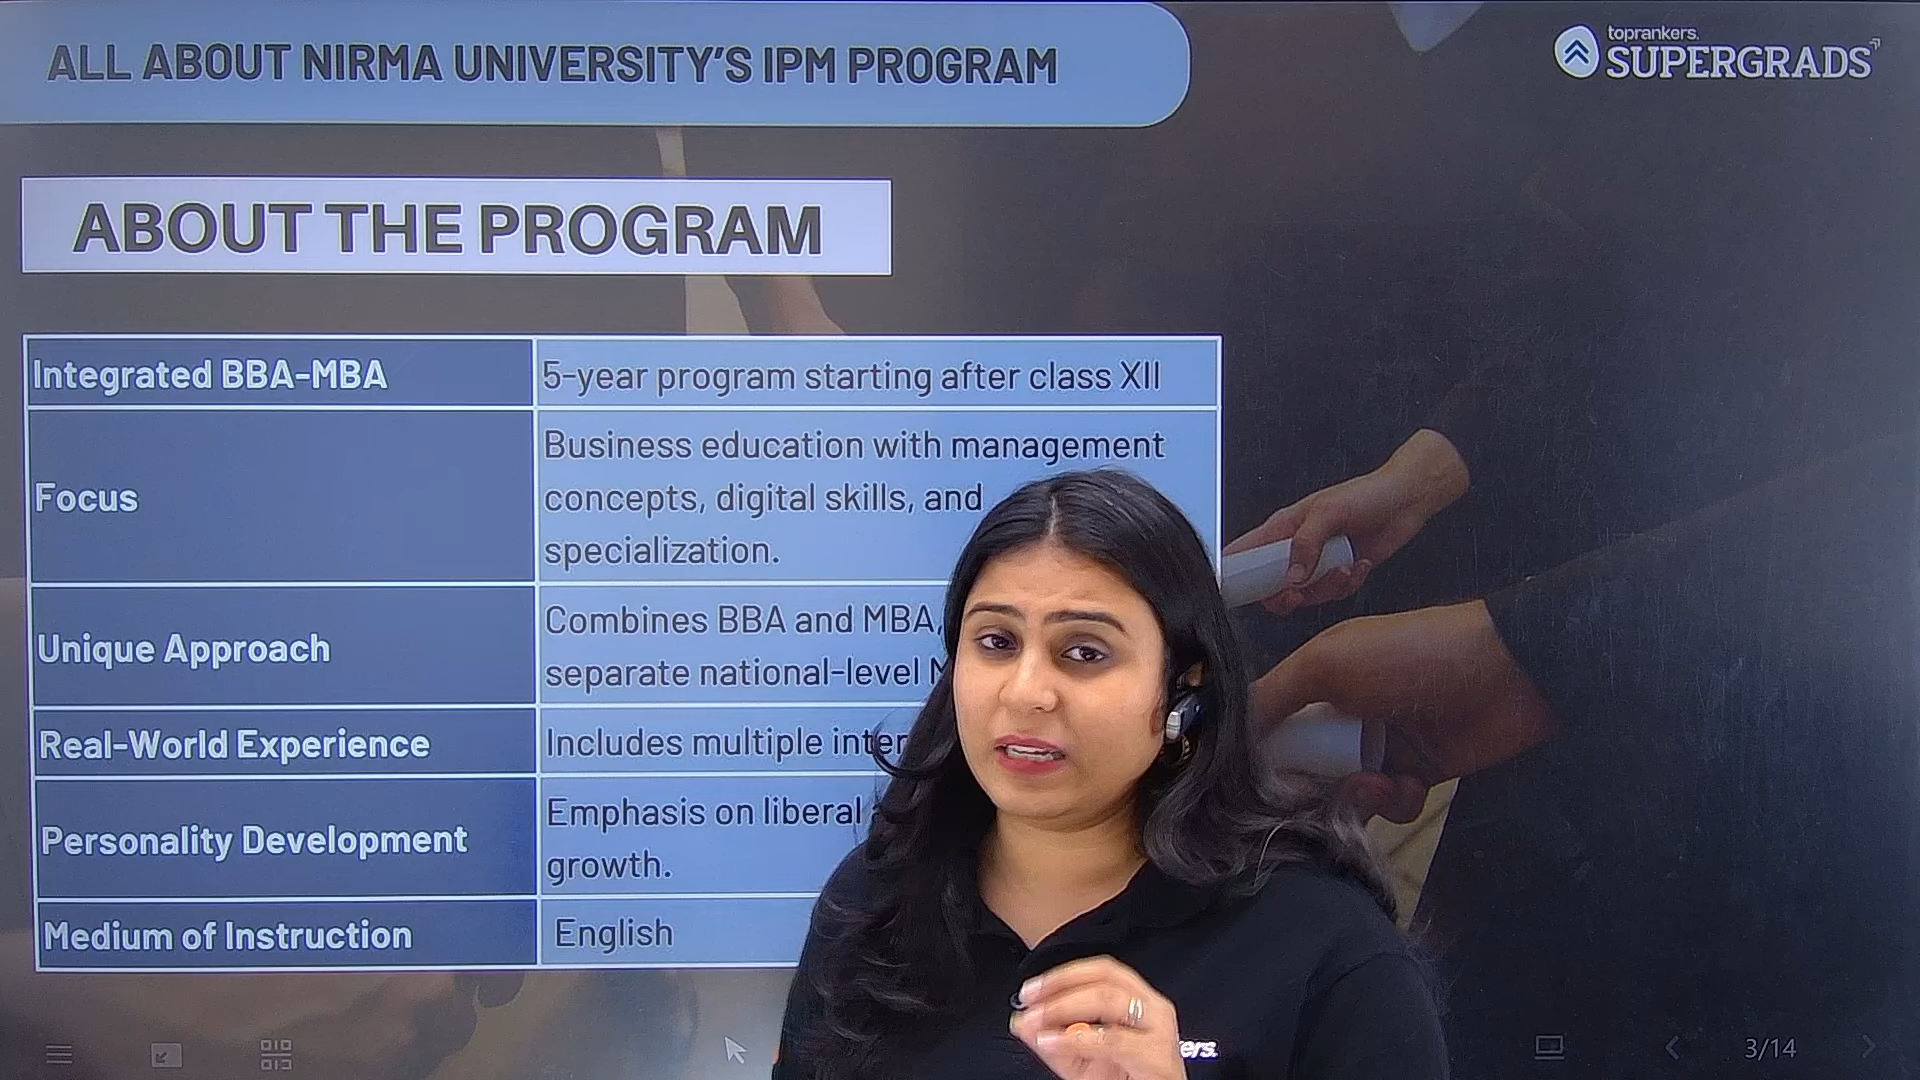 ALL ABOUT NIRMA UNIVERSITY'S IPM PROGRAM
toprankers.
SUPERGRADS
ABOUT THE PROGRAM
Integrated BBA-MBA
5-year program starting after class XII
Focus
Business education with management
concepts, digital skills, and
specialization.
Unique Approach
Combines BBA and MBA,
separate national-level
Real-World Experience
Includes multiple
Personality Development
Emphasis on liberal
growth.
Medium of Instruction
English
3/14